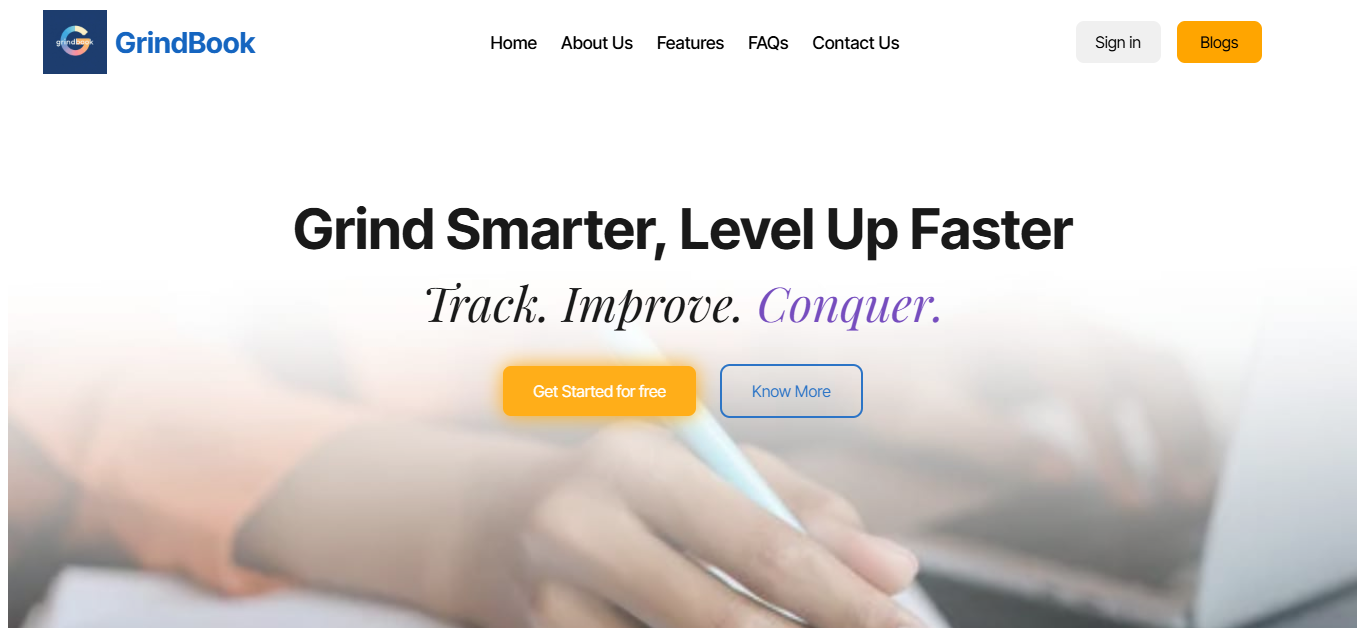 grindbook
GrindBook
Home
About Us
Features
FAQs
Contact Us
Sign in
Blogs
Grind Smarter, Level Up Faster
Track. Improve. Conquer.
Get Started for free
Know More